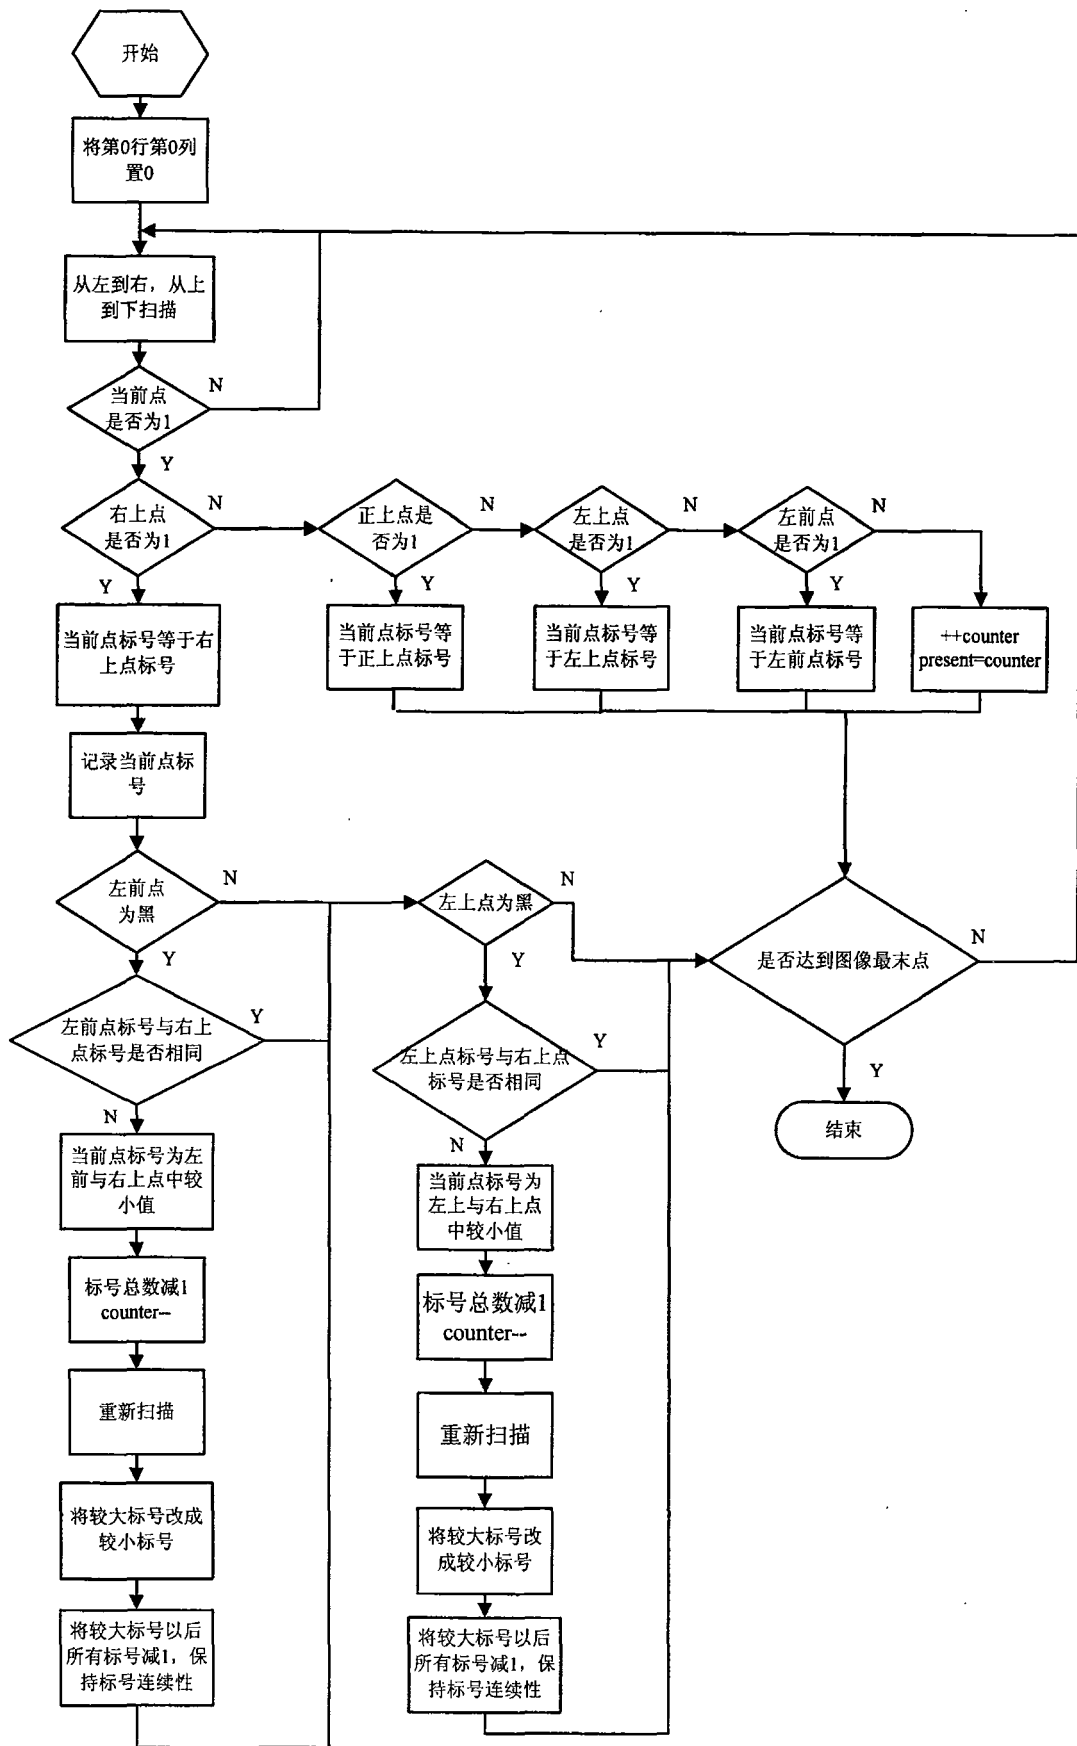 开始
将第0行第0列
置0
从左到右，从上
到下扫描
当前点
是否为1
N
Y
右上点
是否为1
N
正上点是
否为1
N
左上点
是否为1
N
左前点
是否为1
N
Y
Y
Y
Y
当前点标号等于右
上点标号
当前点标号等
于正上点标号
当前点标号等
于左上点标号
当前点标号等
于左前点标号
++counter
present=counter
记录当前点标
号
左前点
为黑
N
Y
左上点为黑
N
Y
是否达到图像最末点
N
Y
结束
左前点标号与右上
点标号是否相同
Y
N
左上点标号与右上点
标号是否相同
Y
N
当前点标号为左
前与右上点中较
小值
当前点标号为
左上与右上点
中较小值
标号总数减1
counter--
标号总数减1
counter--
重新扫描
重新扫描
将较大标号改成
较小标号
将较大标号改
成较小标号
将较大标号以后
所有标号减1，保
持标号连续性
将较大标号以后
所有标号减1，保
持标号连续性